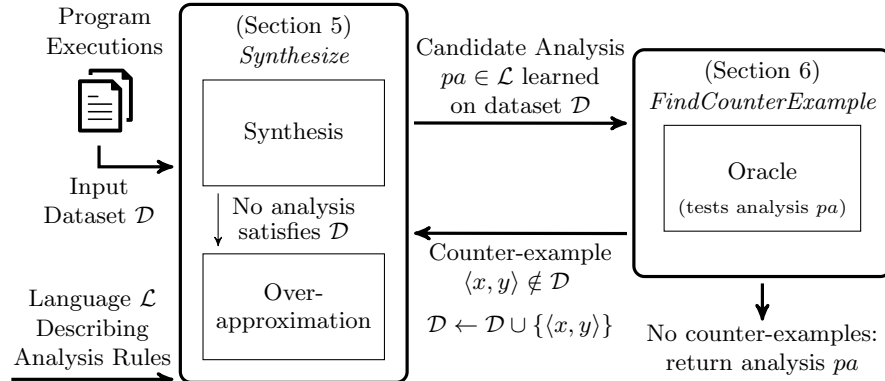 Program
Executions
Input
Dataset 𝒟
Language ℒ
Describing
Analysis Rules
(Section 5)
Synthesize
Synthesis
No analysis
satisfies 𝒟
Over-
approximation
Candidate Analysis
pa ∈ ℒ learned
on dataset 𝒟
Counter-example
⟨x, y⟩ ∉ 𝒟
𝒟 ← 𝒟 ∪ {⟨x, y⟩}
(Section 6)
FindCounterExample
Oracle
(tests analysis pa)
No counter-examples:
return analysis pa